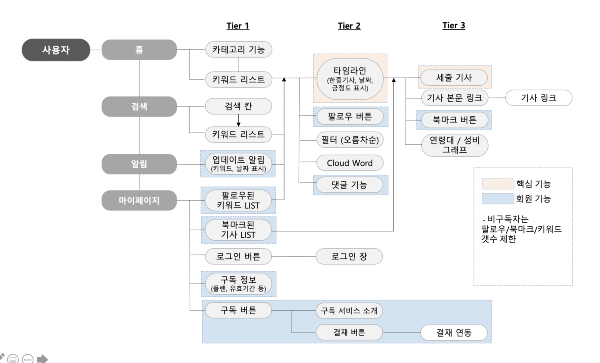 Tier 1
Tier 2
Tier 3
사용자
홈
카테고리 기능
키워드 리스트
타임라인
(한줄기사, 날짜,
긍정도 표시)
세줄 기사
기사 본문 링크
기사 링크
검색
검색 칸
키워드 리스트
팔로우 버튼
북마크 버튼
필터 (오름차순)
연령대 / 성비
그래프
Cloud Word
알림
업데이트 알림
(키워드, 날짜 표시)
댓글 기능
마이페이지
팔로우된
키워드 LIST
북마크된
기사 LIST
로그인 버튼
로그인 창
구독 정보
(플랜, 유효기간 등)
구독 버튼
구독 서비스 소개
결재 버튼
결재 연동
핵심 기능
회원 기능
- 비구독자는
팔로우/북마크/키워드
갯수 제한